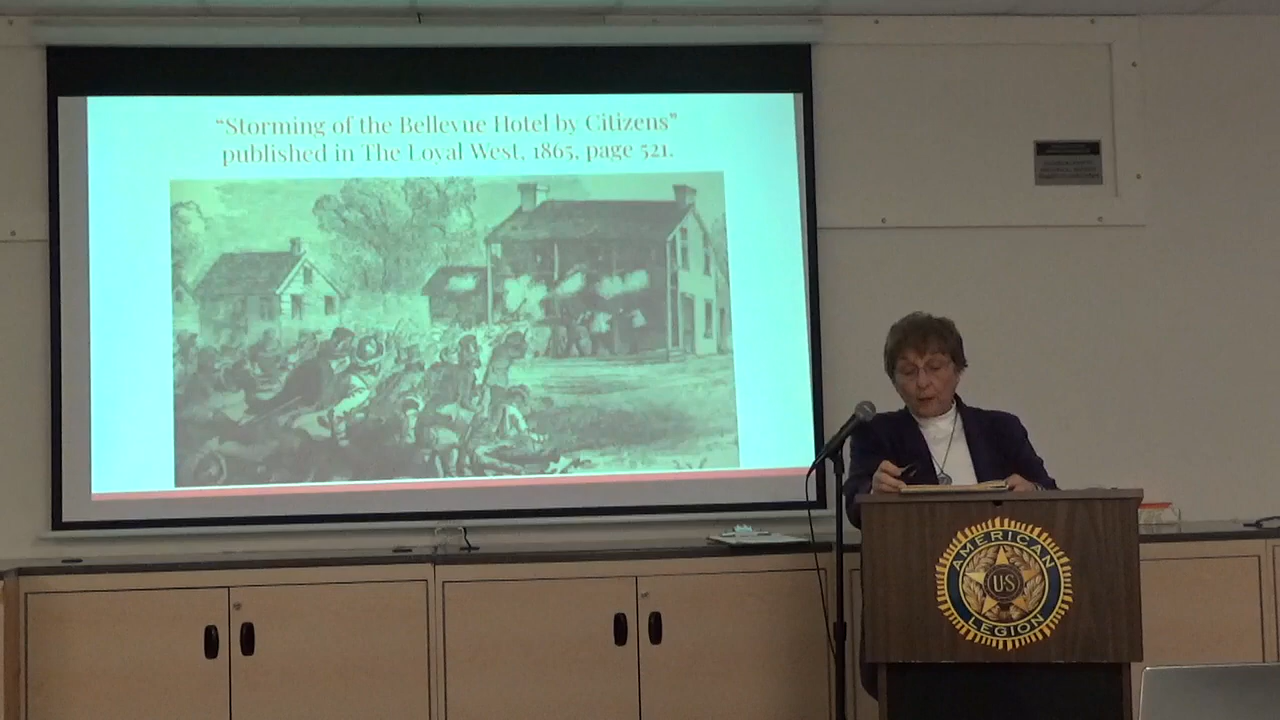 “Storming of the Bellevue Hotel by Citizens”
published in The Loyal West, 1865, page 521.
AMERICAN
US
LEGION